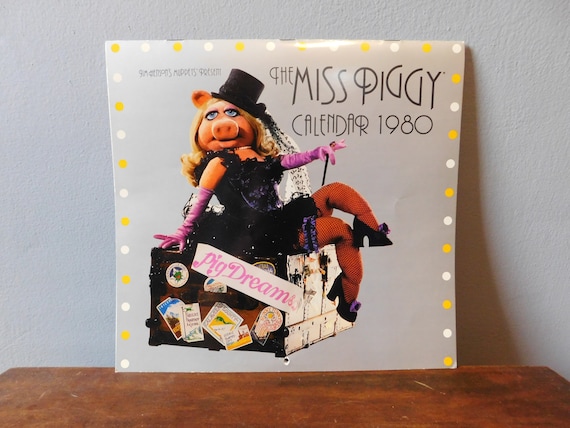 JIM HENSON'S MUPPETS PRESENT
THE MISS PIGGY
CALENDAR 1980
Pig Dreams